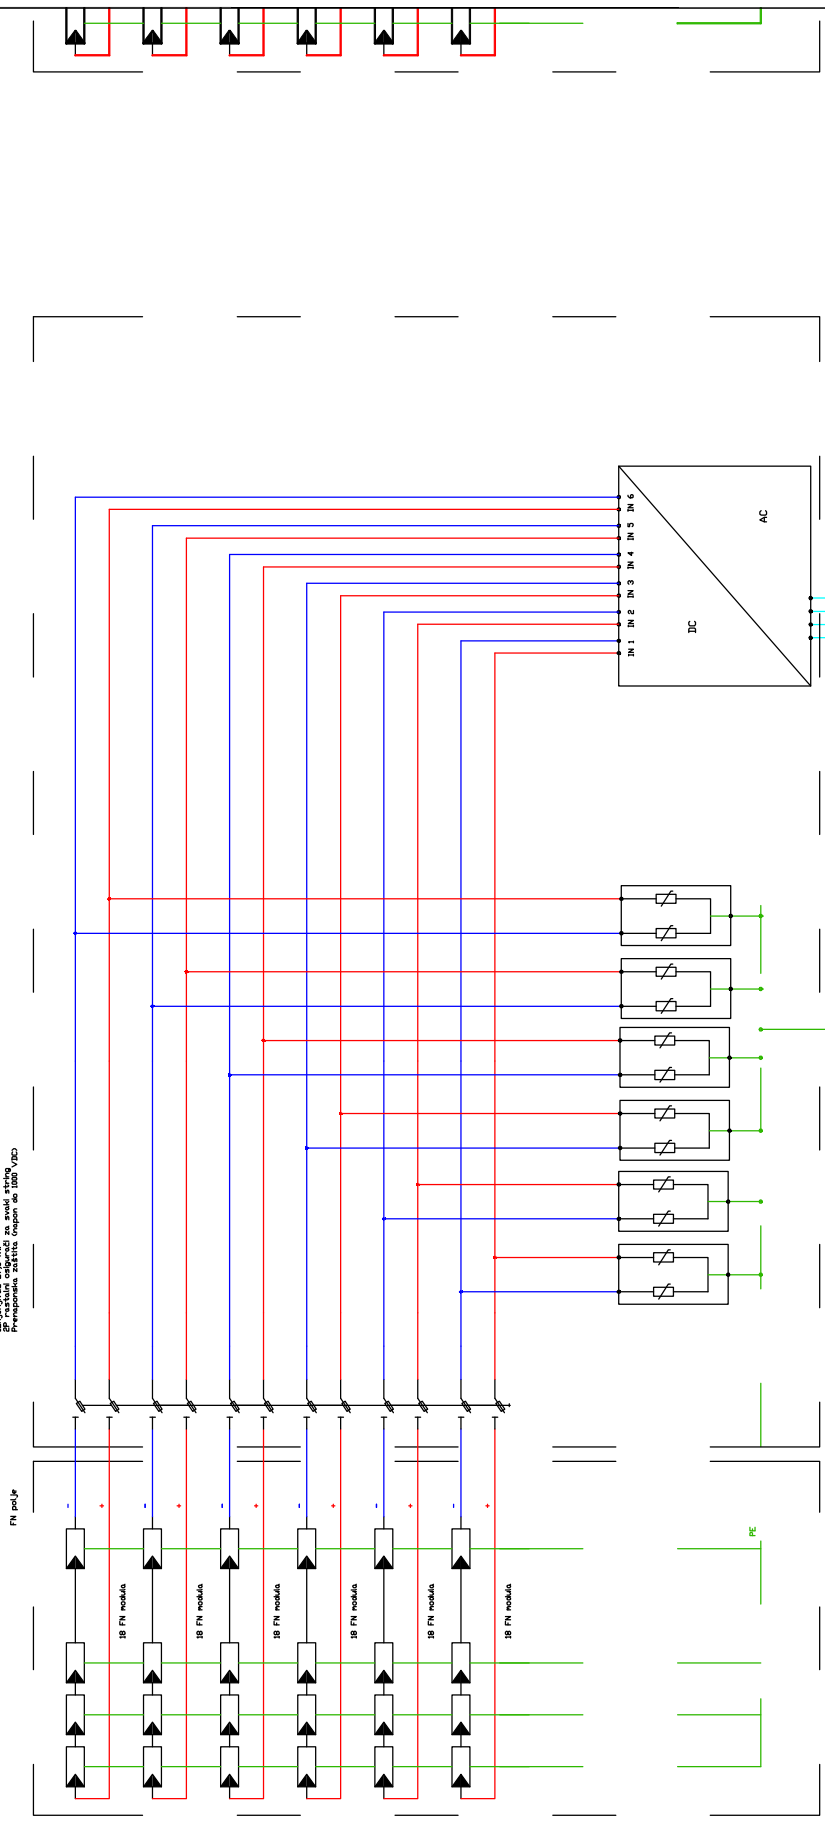 IN 6
IN 5
IN 4
IN 3
IN 2
IN 1
AC
DC
2P rastalni osigurači za svaki string
Prenaponska zaštita (napon do 1000 VDC)
FN polje
-
+
-
+
-
+
-
+
-
+
-
+
PE
18 FN modula
18 FN modula
18 FN modula
18 FN modula
18 FN modula
18 FN modula